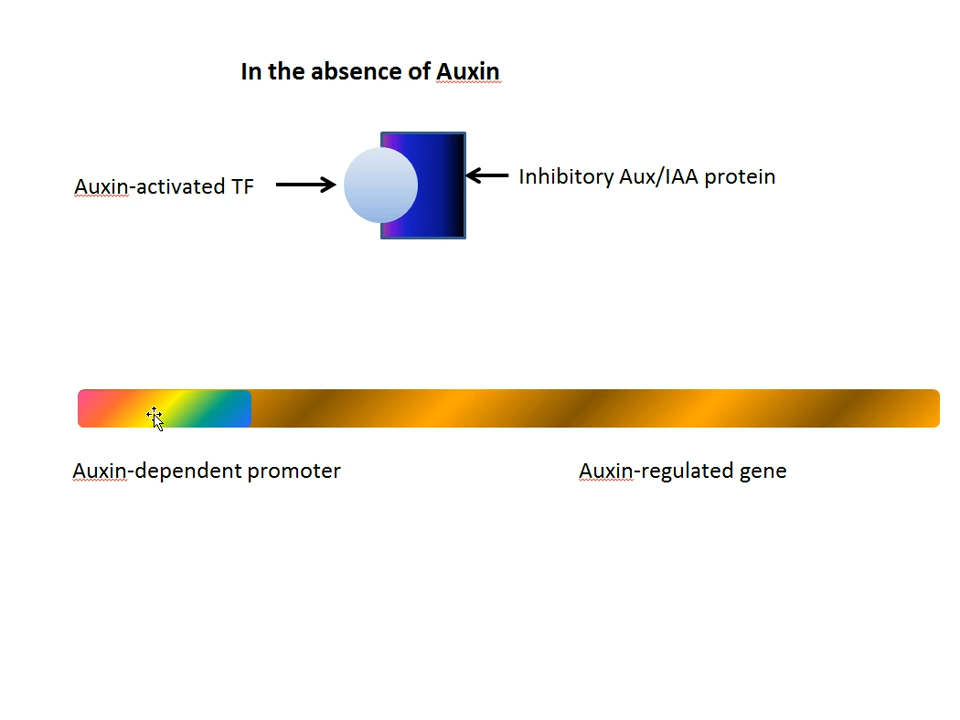 In the absence of Auxin
Auxin-activated TF
Inhibitory Aux/IAA protein
Auxin-dependent promoter
Auxin-regulated gene